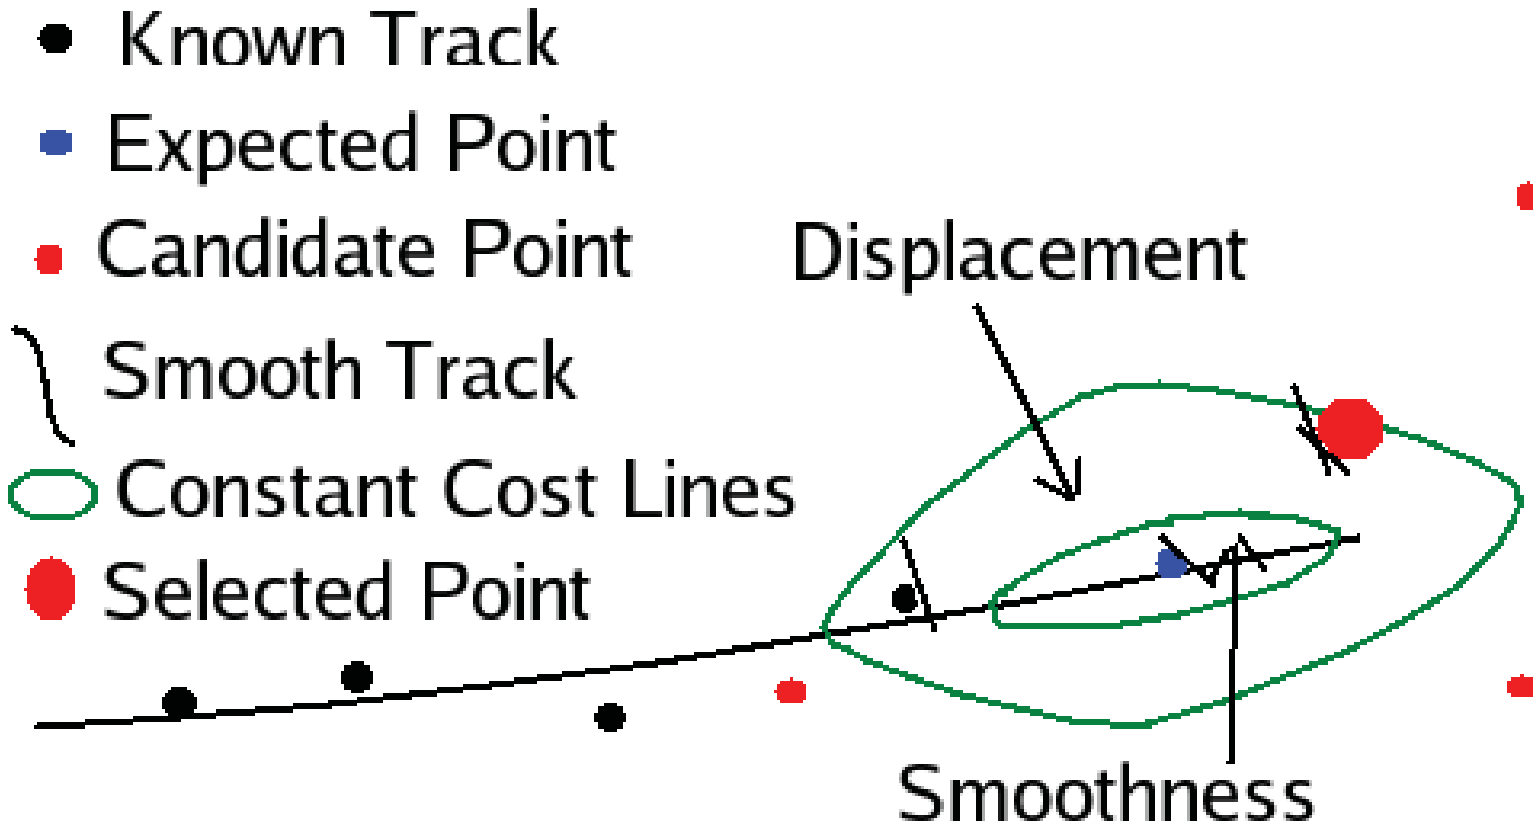 Known Track
Expected Point
Candidate Point
Displacement
Smooth Track
Constant Cost Lines
Selected Point
Smoothness